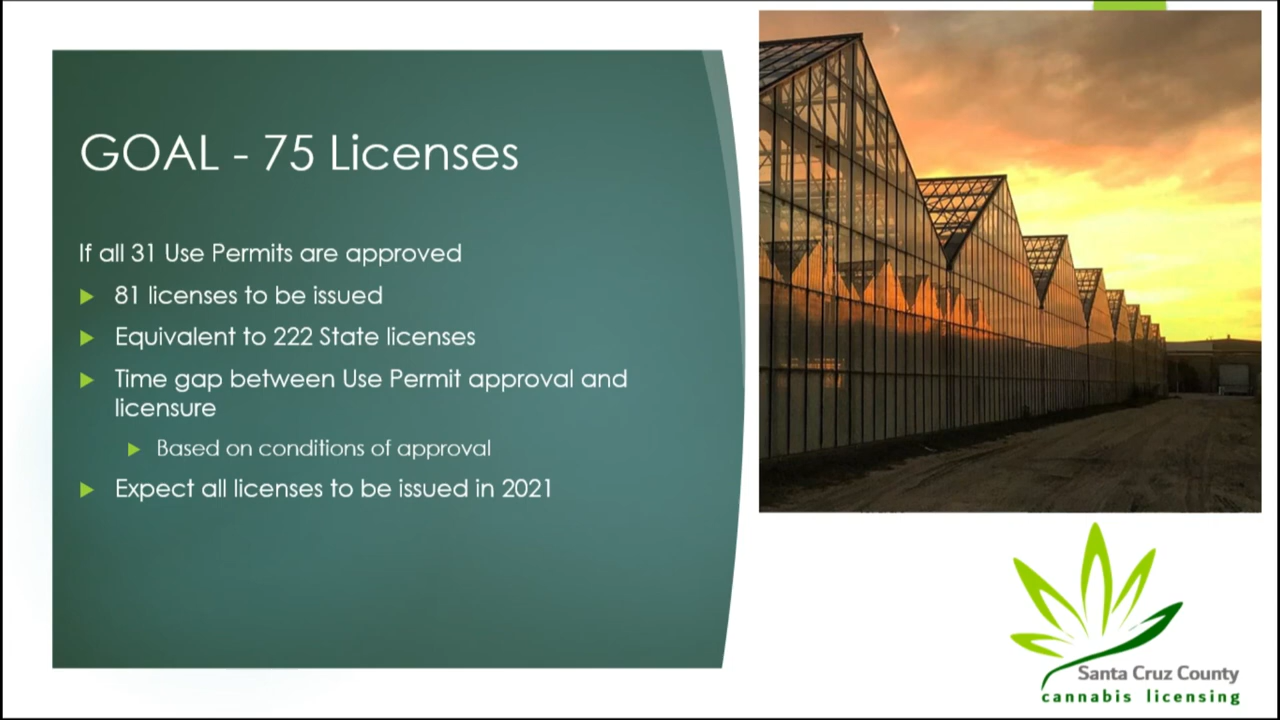 GOAL - 75 Licenses
If all 31 Use Permits are approved
81 licenses to be issued
Equivalent to 222 State licenses
Time gap between Use Permit approval and
licensure
Based on conditions of approval
Expect all licenses to be issued in 2021
Santa Cruz County
cannabis licensing